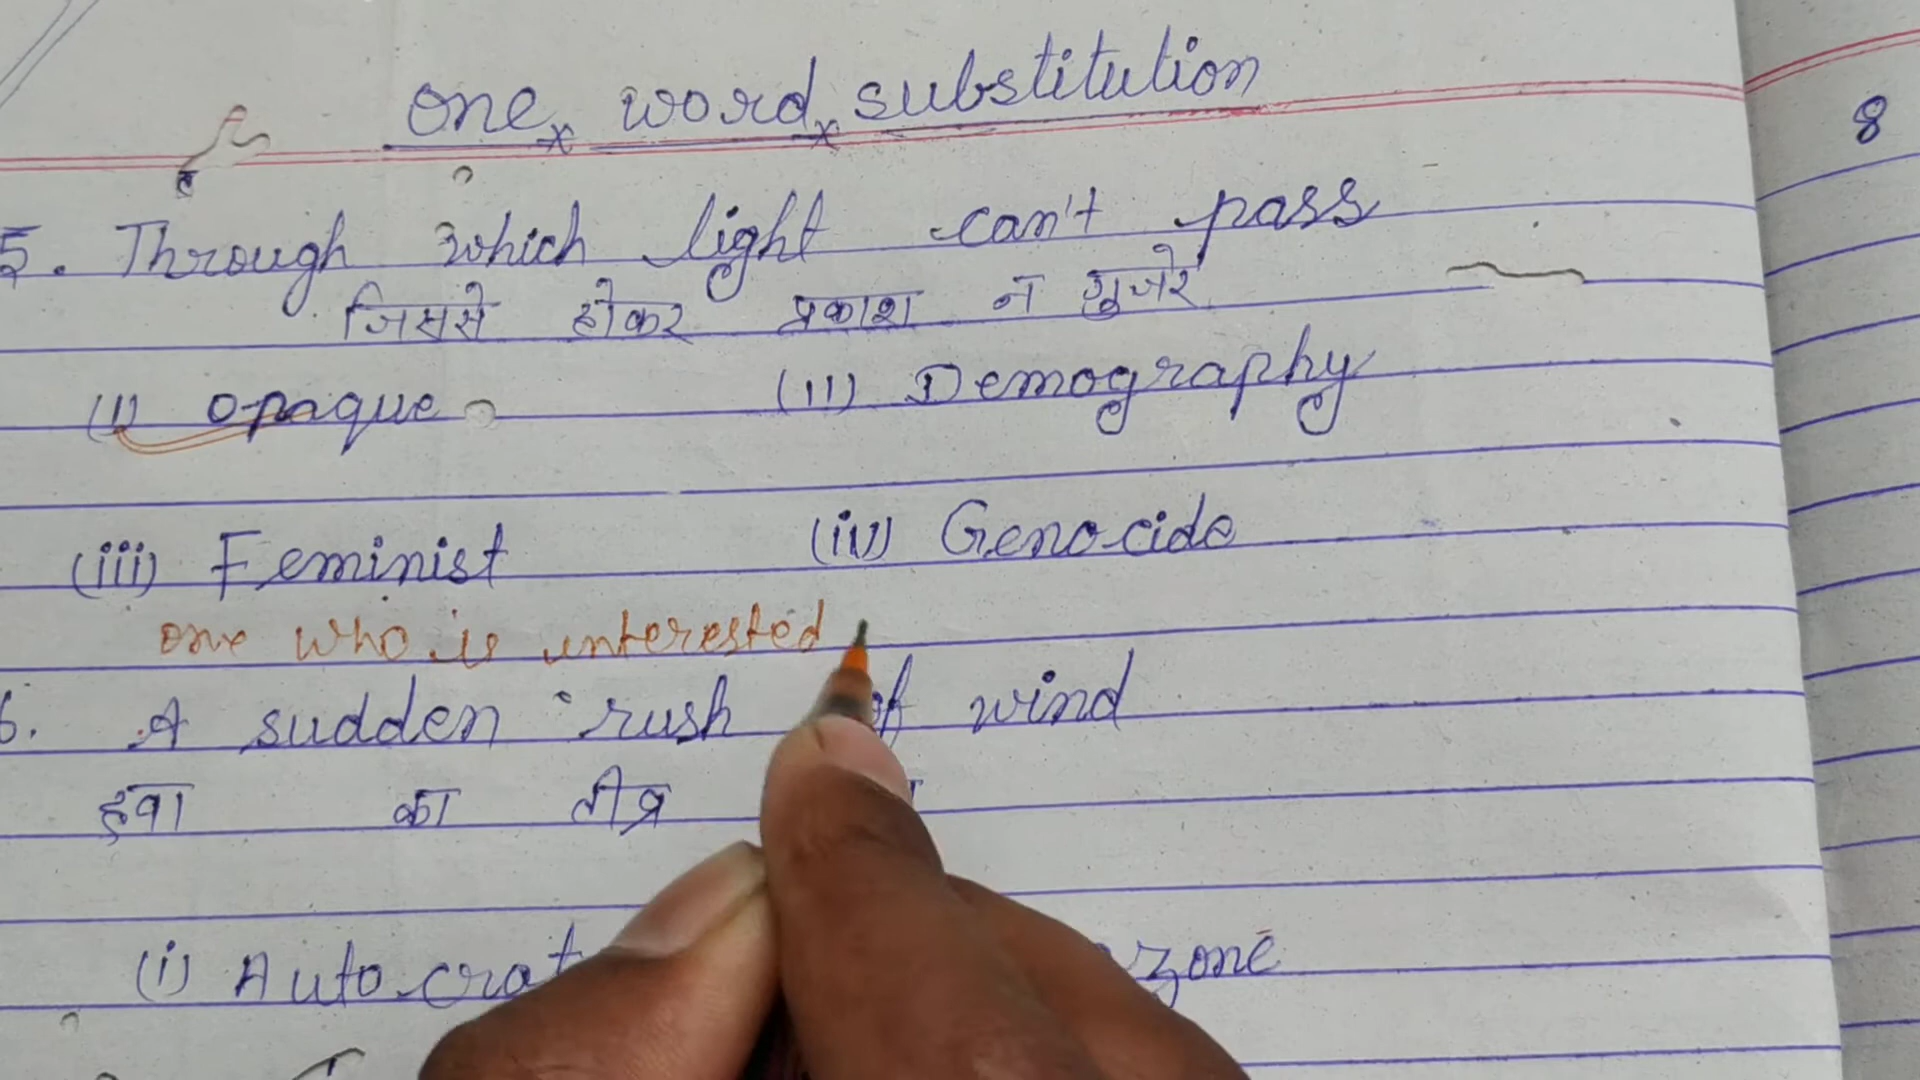 one word substitution
8
5. Through which light can't pass
जिससे होकर प्रकाश न गुजरे
(i) opaque (ii) Demography
(iii) Feminist (iv) Genocide
one who is interested
6. A sudden rush of wind
हवा का तीव्र
(i) Autocrat